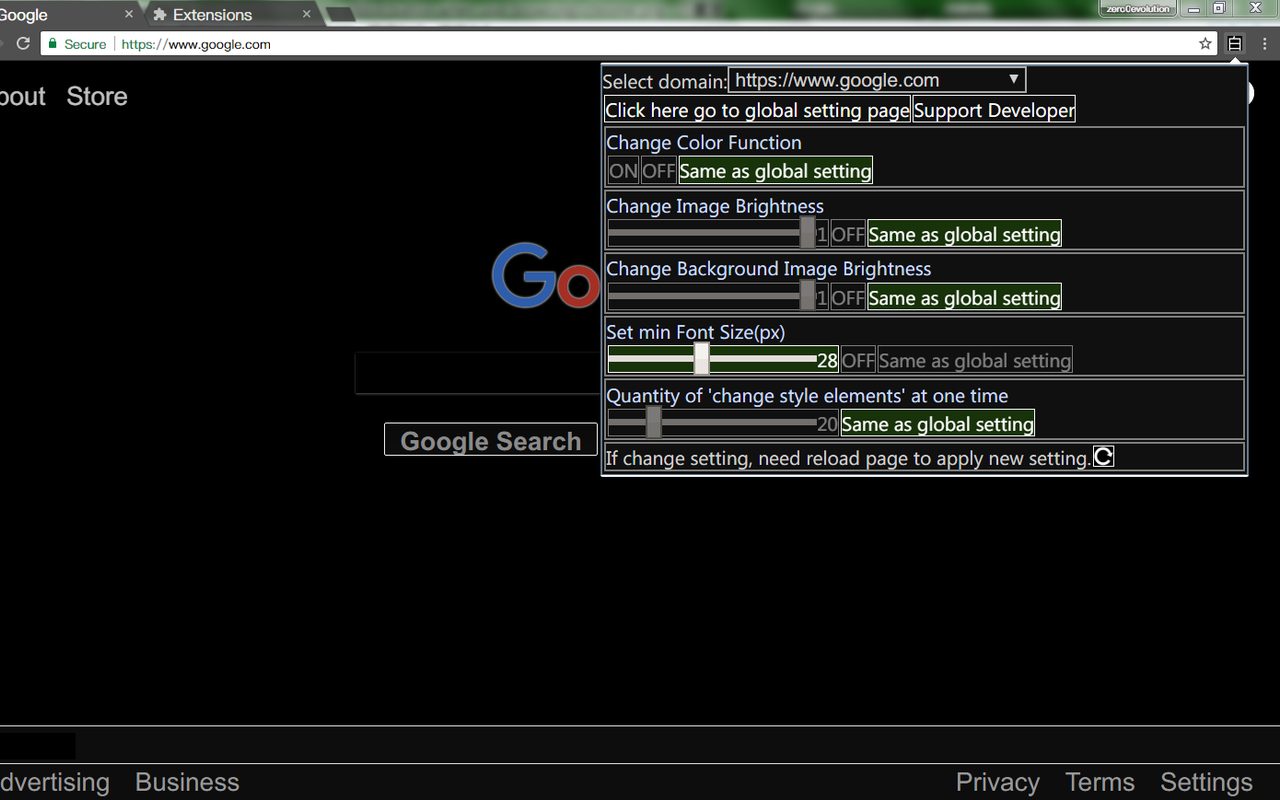 Google Extensions zero0evolution
Secure https://www.google.com
bout Store
Select domain: https://www.google.com
Click here go to global setting page Support Developer
Change Color Function
ON OFF Same as global setting
Change Image Brightness
1 OFF Same as global setting
Change Background Image Brightness
1 OFF Same as global setting
Go
Set min Font Size(px)
28 OFF Same as global setting
Quantity of 'change style elements' at one time
20 Same as global setting
Google Search
If change setting, need reload page to apply new setting.
dvertising Business Privacy Terms Settings